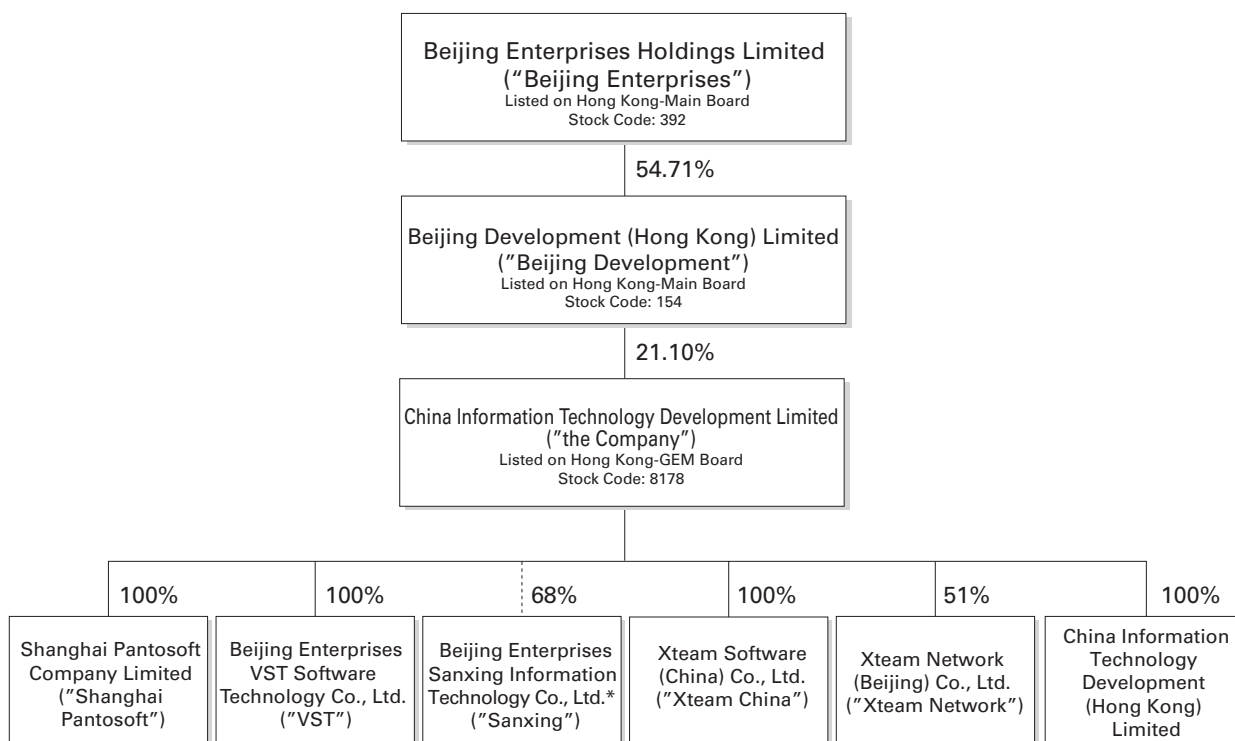 Beijing Enterprises Holdings Limited
(“Beijing Enterprises”)
Listed on Hong Kong-Main Board
Stock Code: 392
54.71%
Beijing Development (Hong Kong) Limited
(”Beijing Development”)
Listed on Hong Kong-Main Board
Stock Code: 154
21.10%
China Information Technology Development Limited
(”the Company”)
Listed on Hong Kong-GEM Board
Stock Code: 8178
100%
Shanghai Pantosoft
Company Limited
(”Shanghai
Pantosoft”)
100%
Beijing Enterprises
VST Software
Technology Co., Ltd.
(”VST”)
68%
Beijing Enterprises
Sanxing Information
Technology Co., Ltd.*
(”Sanxing”)
100%
Xteam Software
(China) Co., Ltd.
(”Xteam China”)
51%
Xteam Network
(Beijing) Co., Ltd.
(”Xteam Network”)
100%
China Information
Technology
Development
(Hong Kong)
Limited